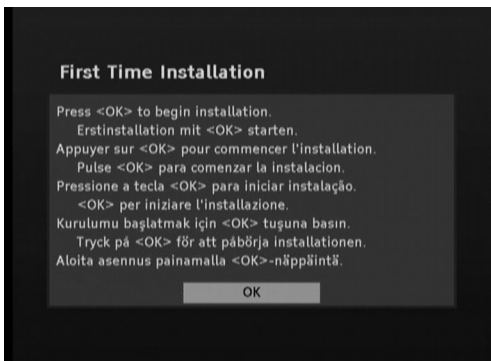 First Time Installation
Press <OK> to begin installation.
Erstinstallation mit <OK> starten.
Appuyer sur <OK> pour commencer l'installation.
Pulse <OK> para comenzar la instalacion.
Pressione a tecla <OK> para iniciar instalação.
<OK> per iniziare l'installazione.
Kurulumu başlatmak için <OK> tuşuna basın.
Tryck på <OK> för att påbörja installationen.
Aloita asennus painamalla <OK>-näppäintä.
OK